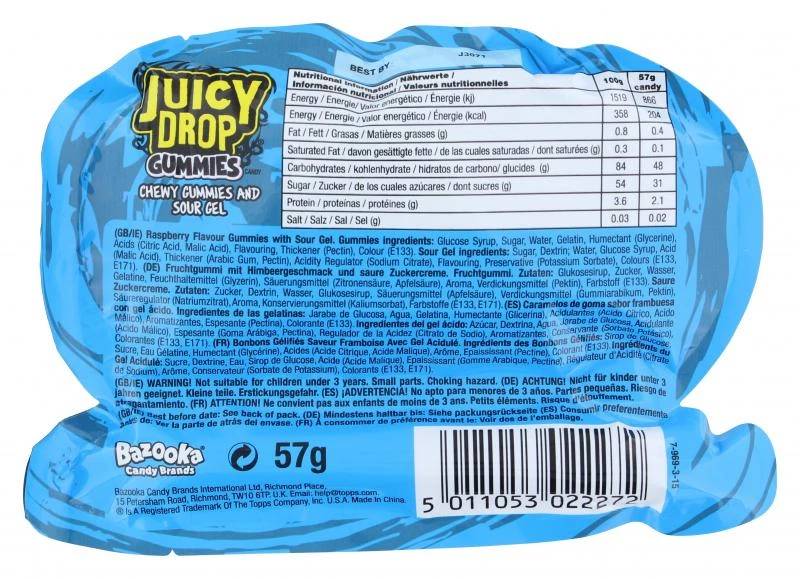 BEST BY
J3071
JUICY
DROP
GUMMIES
CANDY
CHEWY GUMMIES AND
SOUR GEL
Nutritional information / Nährwerte /
Información nutricional / Valeurs nutritionnelles 100g 57g candy
Energy / Energie/ Valor energético / Énergie (kj) 1519 866
Energy / Energie/ valor energético / Énergie (kcal) 358 204
Fat / Fett / Grasas / Matières grasses (g) 0.8 0.4
Saturated Fat / davon gesättigte fette / de las cuales saturadas / dont saturées (g) 0.3 0.1
Carbohydrates / kohlenhydrate / hidratos de carbono/ glucides (g) 84 48
Sugar / Zucker / de los cuales azúcares / dont sucres (g) 54 31
Protein / proteínas / protéines (g) 3.6 2.1
Salt / Salz / Sal / Sel (g) 0.03 0.02
(GB/IE) Raspberry Flavour Gummies with Sour Gel. Gummies ingredients: Glucose Syrup, Sugar, Water, Gelatin, Humectant (Glycerine),
Acids (Citric Acid, Malic Acid), Flavouring, Thickener (Pectin), Colour (E133). Sour Gel ingredients: Sugar, Dextrin; Water, Glucose Syrup, Acid
(Malic Acid), Thickener (Arabic Gum, Pectin), Acidity Regulator (Sodium Citrate), Flavouring, Preservative (Potassium Sorbate), Colours (E133,
E171). (DE) Fruchtgummi mit Himbeergeschmack und saure Zuckercreme. Fruchtgummi. Zutaten: Glukosesirup, Zucker, Wasser,
Gelatine, Feuchthaltemittel (Glyzerin), Säuerungsmittel (Zitronensäure, Apfelsäure), Aroma, Verdickungsmittel (Pektin), Farbstoff (E133). Saure
Zuckercreme. Zutaten: Zucker, Dextrin, Wasser, Glukosesirup, Säuerungsmittel (Apfelsäure), Verdickungsmittel (Gummiarabikum, Pektin),
Säureregulator (Natriumzitrat), Aroma, Konservierungsmittel (Kaliumsorbat), Farbstoffe (E133, E171). (ES) Caramelos de goma sabor frambuesa
con gel ácido. Ingredientes de las gelatinas: Jarabe de Glucosa, Agua, Gelatina, Humectante (Glicerina), Acidulantes (Ácido Cítrico, Ácido
Málico), Aromatizantes, Espesante (Pectina), Colorante (E133). Ingredientes del gel ácido: Azúcar, Dextrina, Agua, Jarabe de Glucosa, Acidulante
(Ácido Málico), Espesante (Goma Arábiga, Pectina), Regulador de la Acidez (Citrato de Sodio), Aromatizantes, Conservante (Sorbato Potásico),
Colorantes (E133, E171). (FR) Bonbons Gélifiés Saveur Framboise Avec Gel Acidulé. Ingrédients des Bonbons Gélifiés: Sirop de Glucose,
Sucre, Eau Gélatine, Humectant (Glycérine), Acides (Acide Citrique, Acide Malique), Arôme, Épaississant (Pectine), Colorant (E133). Ingrédients du
Gel Acidulé: Sucre, Dextrine, Eau, Sirop de Glucose, Acide (Acide Malique), Épaississant (Gomme Arabique, Pectine), Régulateur d'Acidité (Citrate
de Sodium), Arôme, Conservateur (Sorbate de Potassium), Colorants (E133, E171).
(GB/IE) WARNING! Not suitable for children under 3 years. Small parts. Choking hazard. (DE) ACHTUNG! Nicht für kinder unter 3
jahren geeignet. Kleine teile. Erstickungsgefahr. (ES) ¡ADVERTENCIA! No apto para menores de 3 años. Partes pequeñas. Riesgo de
atragantamiento. (FR) ATTENTION! Ne convient pas aux enfants de moins de 3 ans. Petits éléments. Risque d'étouffement.
(GB/IE) Best before date: See back of pack. (DE) Mindestens haltbar bis: Siehe packungsrückseite (ES) Consumir preferentemente
antes de: Ver la parte de atrás del envase. (FR) À consommer de préférence avant le: Voir dos de l'emballage.
Bazooka®
Candy Brands
57g
Bazooka Candy Brands International Ltd, Richmond Place,
15 Petersham Road, Richmond, TW10 6TP. U.K. Email: help@topps.com.
® Is A Registered Trademark Of The Topps Company, Inc. U.S.A. Made In China.
5 011053 022272
7-969-3-15